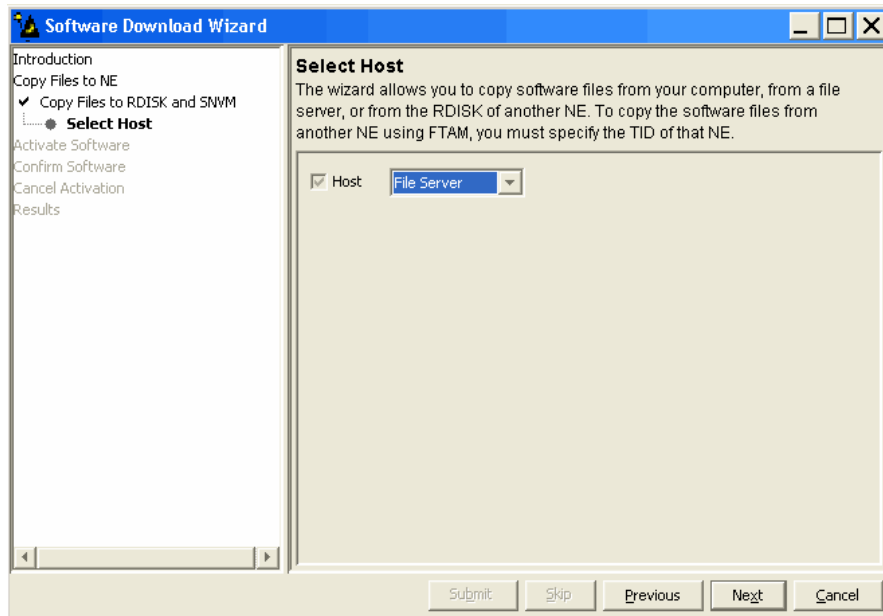 Software Download Wizard
Introduction
Copy Files to NE
Copy Files to RDISK and SNVM
Select Host
Activate Software
Confirm Software
Cancel Activation
Results
Select Host
The wizard allows you to copy software files from your computer, from a file
server, or from the RDISK of another NE. To copy the software files from
another NE using FTAM, you must specify the TID of that NE.
Host File Server
Submit Skip Previous Next Cancel